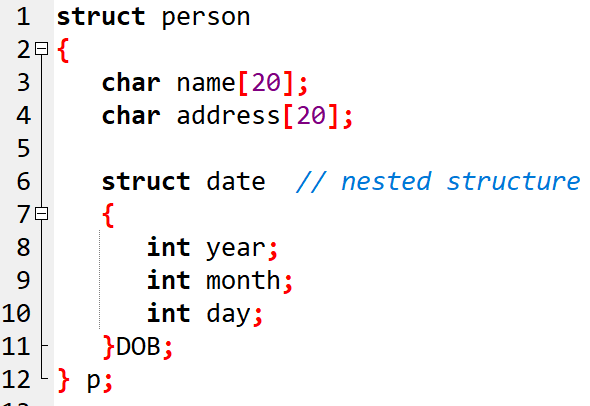 1 struct person
2 {
3 char name[20];
4 char address[20];
5
6 struct date // nested structure
7 {
8 int year;
9 int month;
10 int day;
11 }DOB;
12 } p;